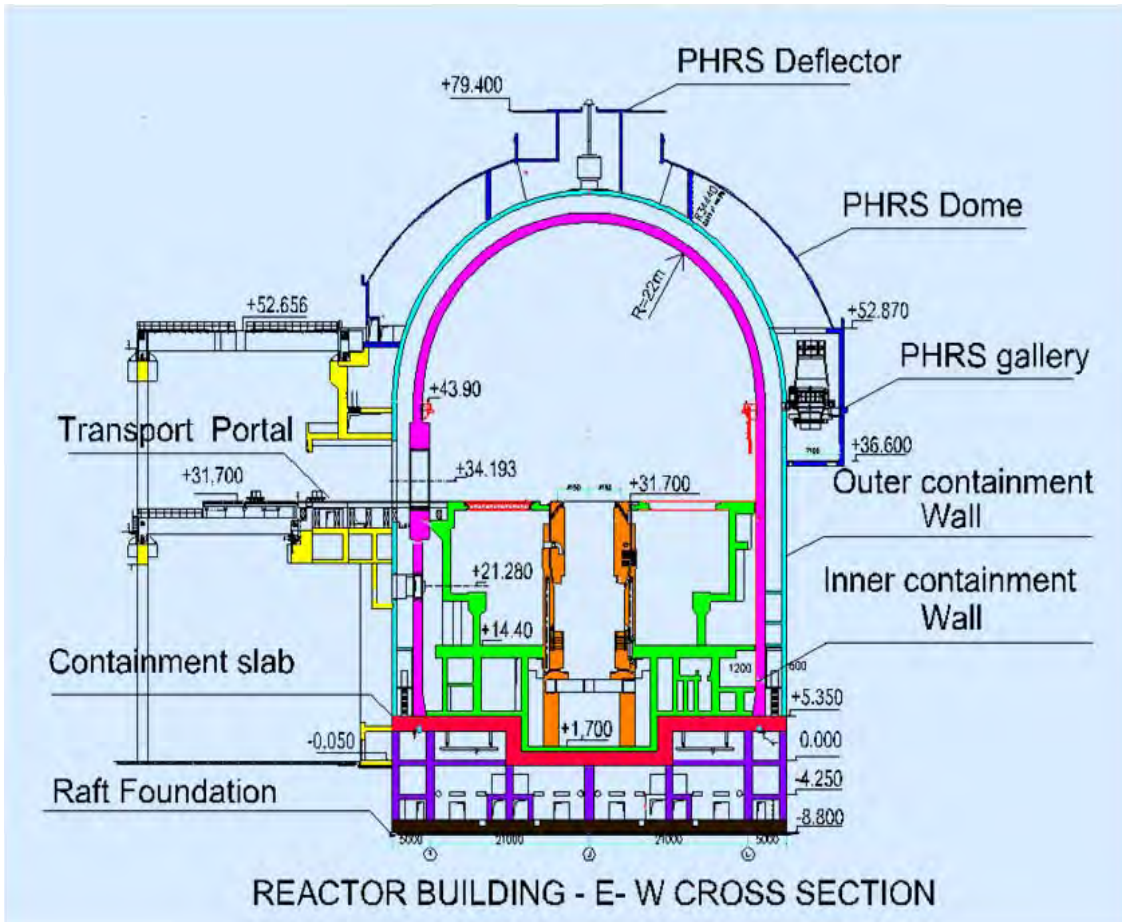 PHRS Deflector
+79.400
PHRS Dome
R=22m
+52.656
+52.870
PHRS gallery
+43.90
Transport Portal
+36.600
+31,700
+34.193
+31.700
Outer containment
Wall
+21.280
Inner containment
Wall
+14.40
Containment slab
1200
600
+5.350
+1,700
-0,050
0.000
-4.250
Raft Foundation
-8.800
5000
21000
21000
5000
REACTOR BUILDING - E- W CROSS SECTION